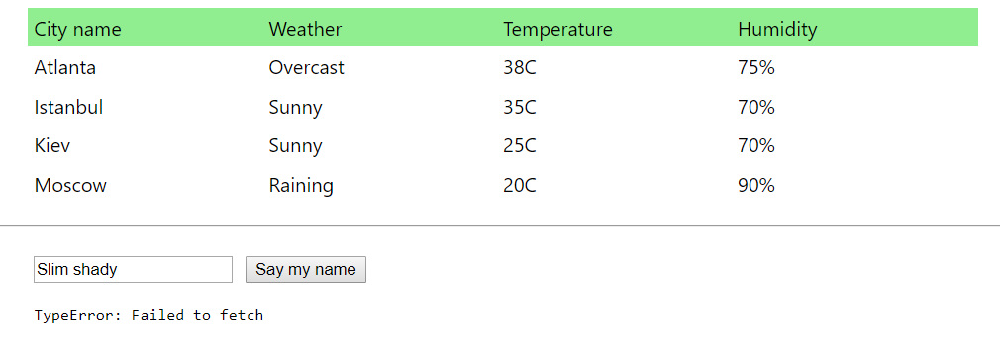 City name Weather Temperature Humidity
Atlanta Overcast 38C 75%
Istanbul Sunny 35C 70%
Kiev Sunny 25C 70%
Moscow Raining 20C 90%
Slim shady Say my name
TypeError: Failed to fetch